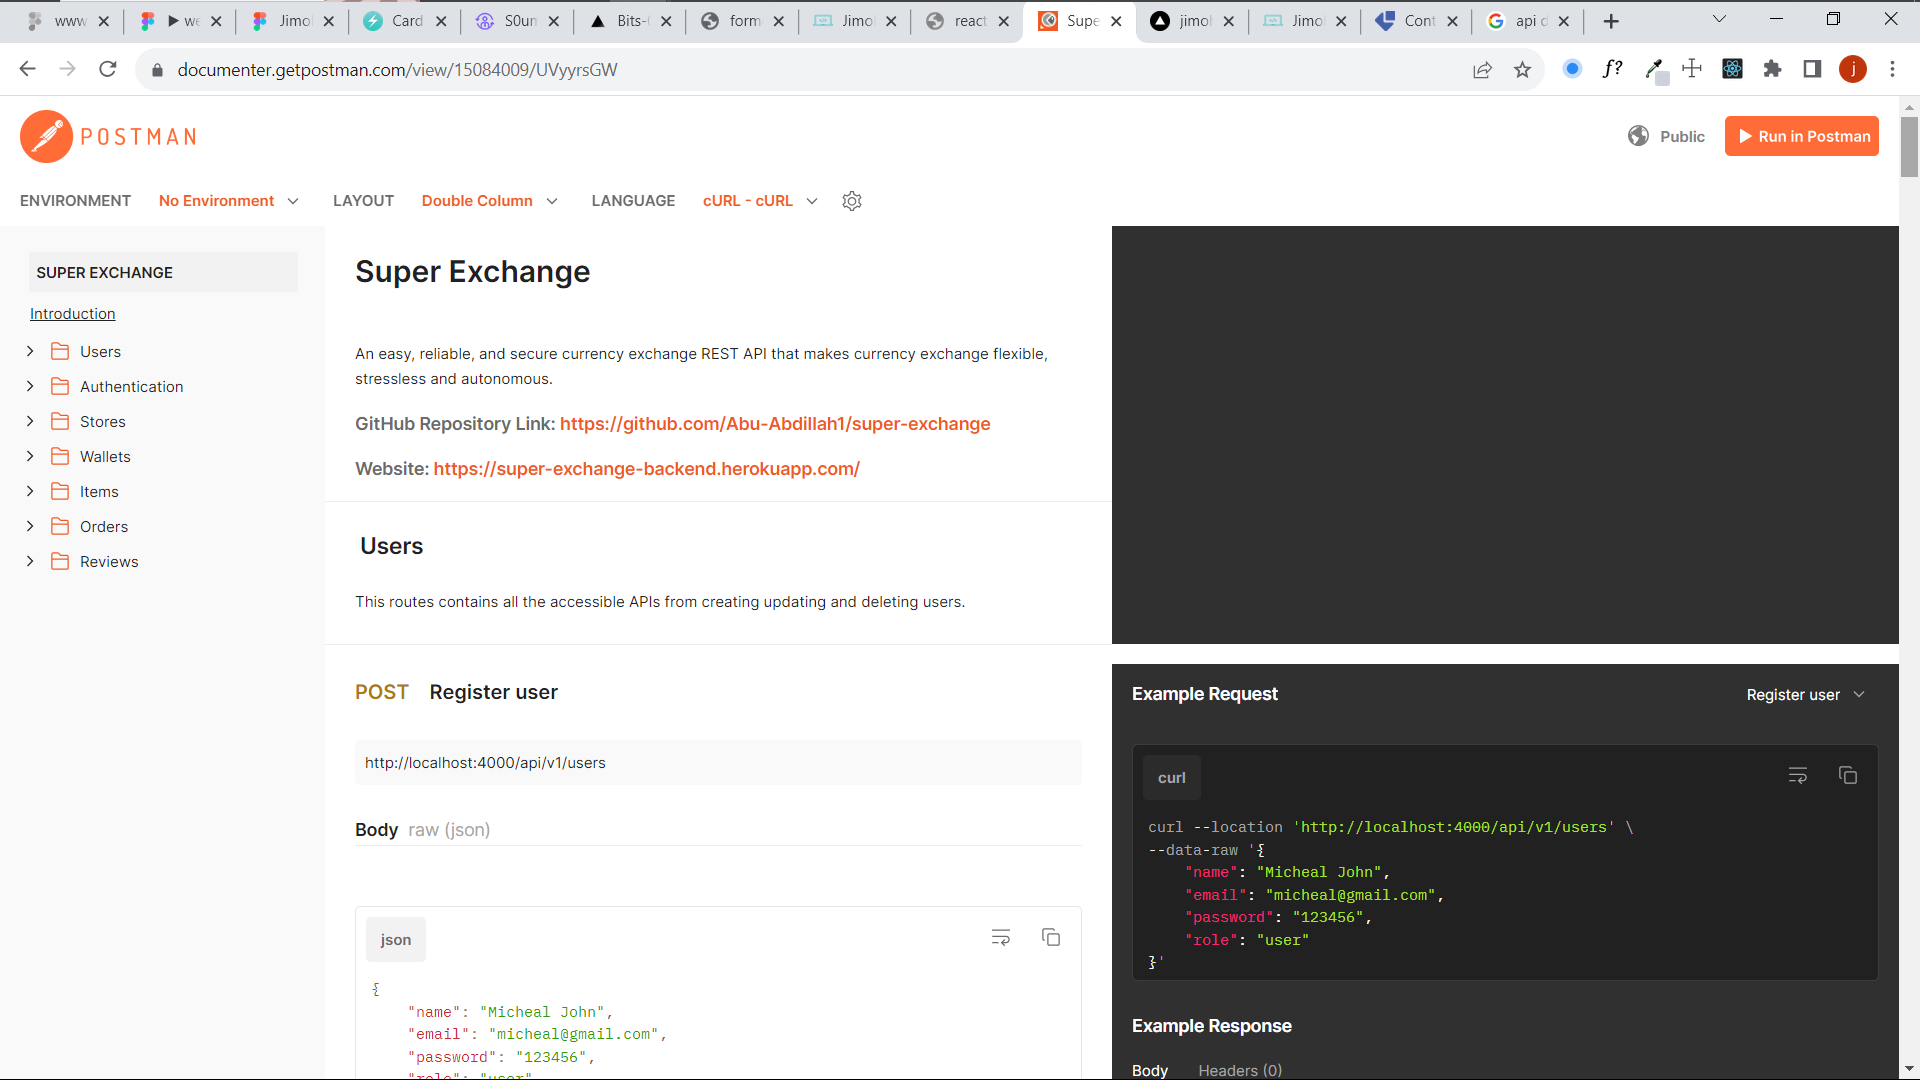 www
we
Jimol
Card
S0un
Bits-
form
Jimol
react
Supe
jimol
Jimo
Cont
api d
documenter.getpostman.com/view/15084009/UVyyrsGW
f?
j
POSTMAN
Public
Run in Postman
ENVIRONMENT No Environment LAYOUT Double Column LANGUAGE cURL - cURL
SUPER EXCHANGE
Introduction
Users
Authentication
Stores
Wallets
Items
Orders
Reviews
Super Exchange
An easy, reliable, and secure currency exchange REST API that makes currency exchange flexible,
stressless and autonomous.
GitHub Repository Link: https://github.com/Abu-Abdillah1/super-exchange
Website: https://super-exchange-backend.herokuapp.com/
Users
This routes contains all the accessible APIs from creating updating and deleting users.
POST Register user
http://localhost:4000/api/v1/users
Body raw (json)
json
{
"name": "Micheal John",
"email": "micheal@gmail.com",
"password": "123456",
"role": "user"
Example Request
Register user
curl
curl --location 'http://localhost:4000/api/v1/users' \
--data-raw '{
"name": "Micheal John",
"email": "micheal@gmail.com",
"password": "123456",
"role": "user"
}'
Example Response
Body Headers (0)